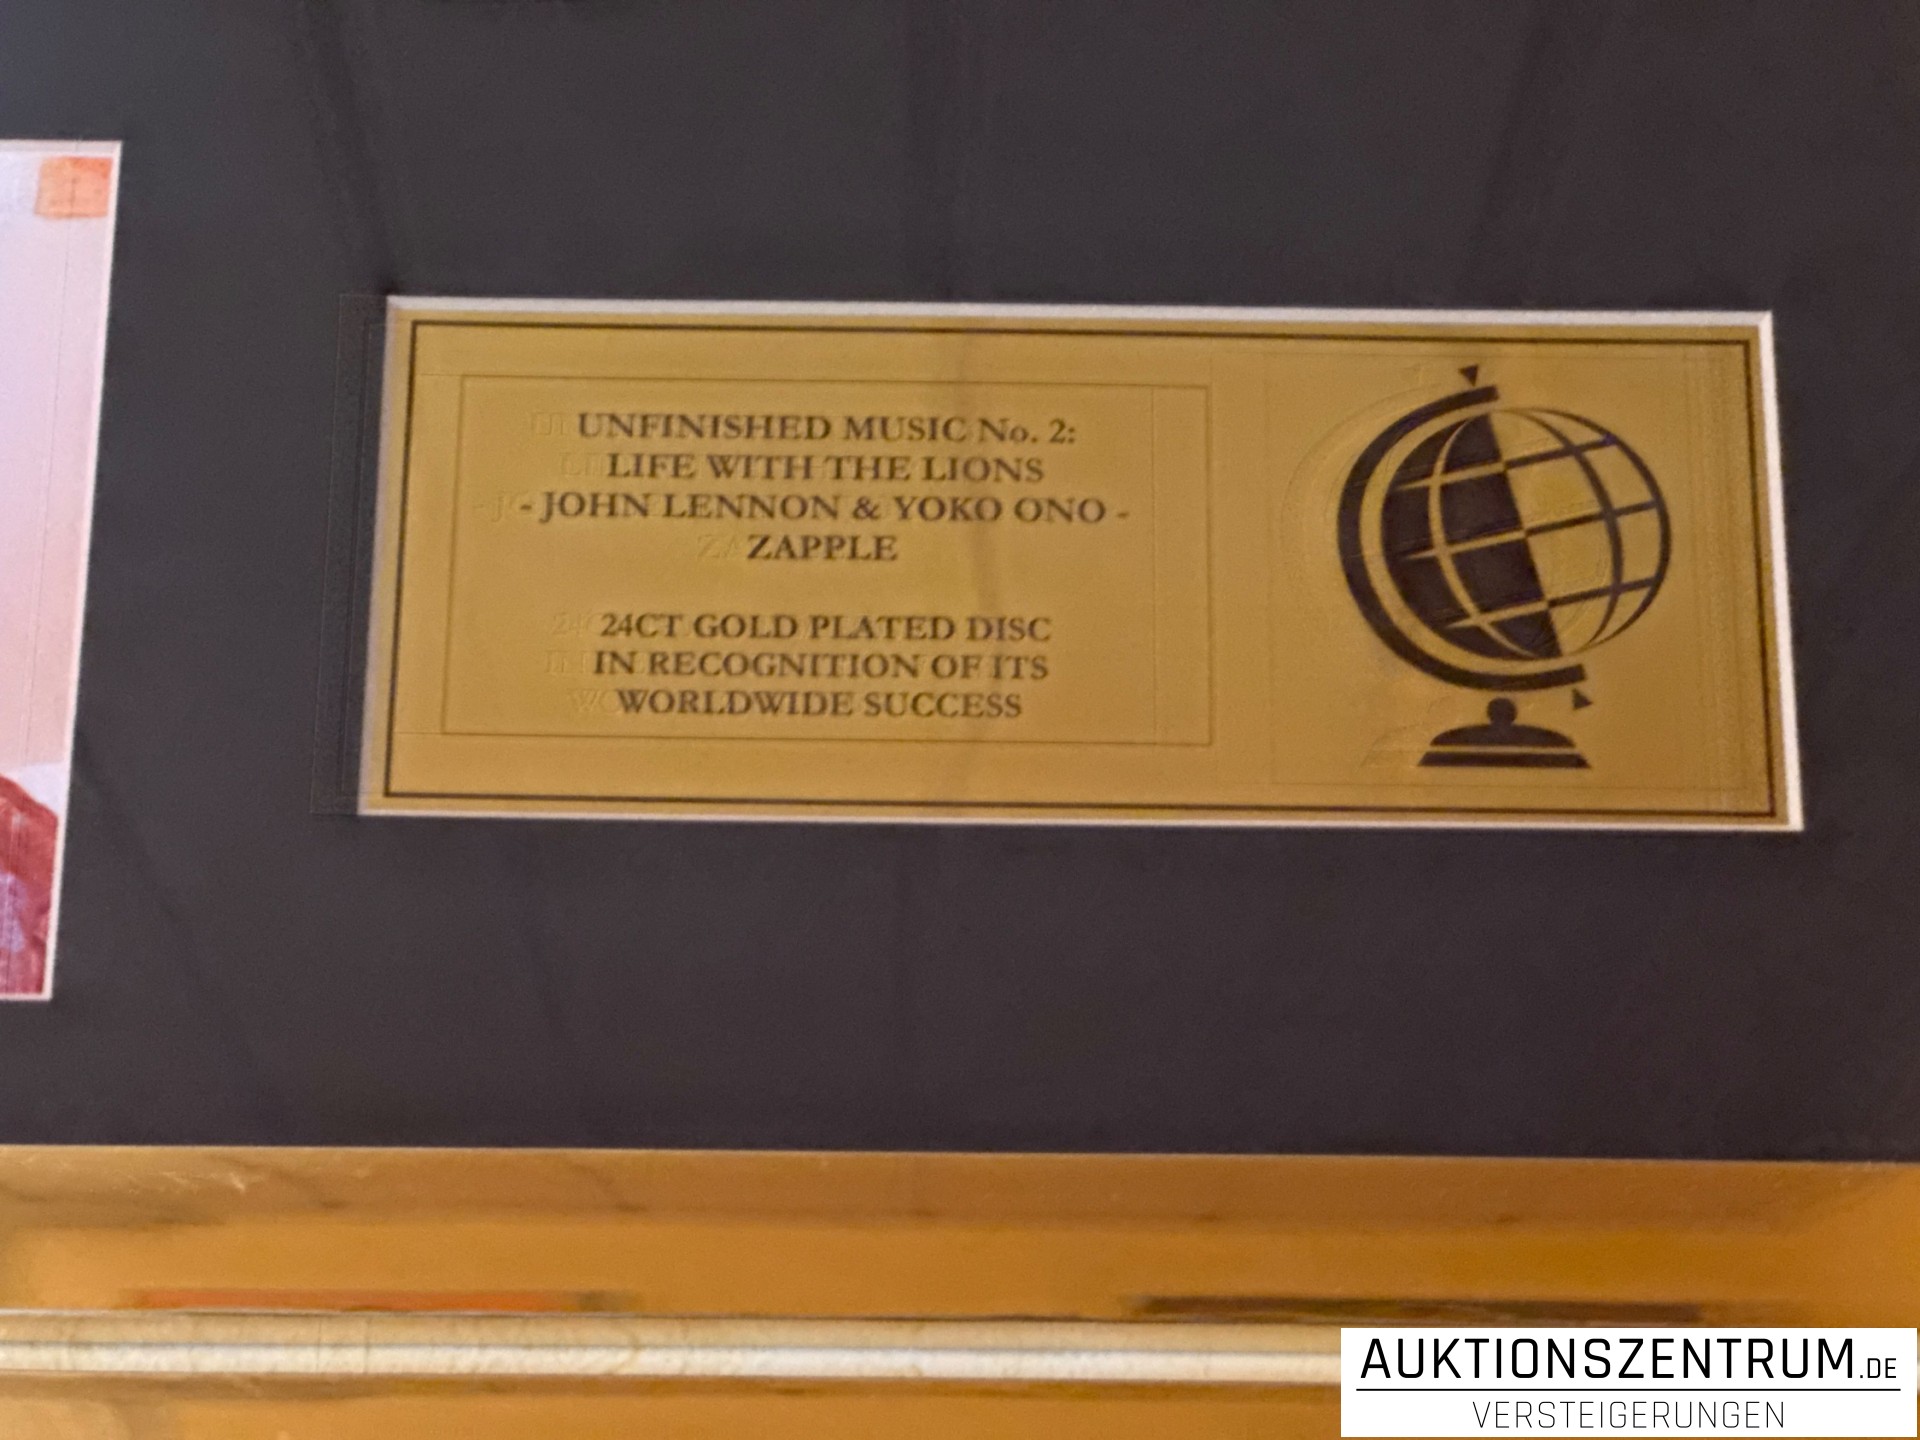 UNFINISHED MUSIC No. 2:
LIFE WITH THE LIONS
- JOHN LENNON & YOKO ONO -
ZAPPLE
24CT GOLD PLATED DISC
IN RECOGNITION OF ITS
WORLDWIDE SUCCESS
AUKTIONSZENTRUM.DE
VERSTEIGERUNGEN